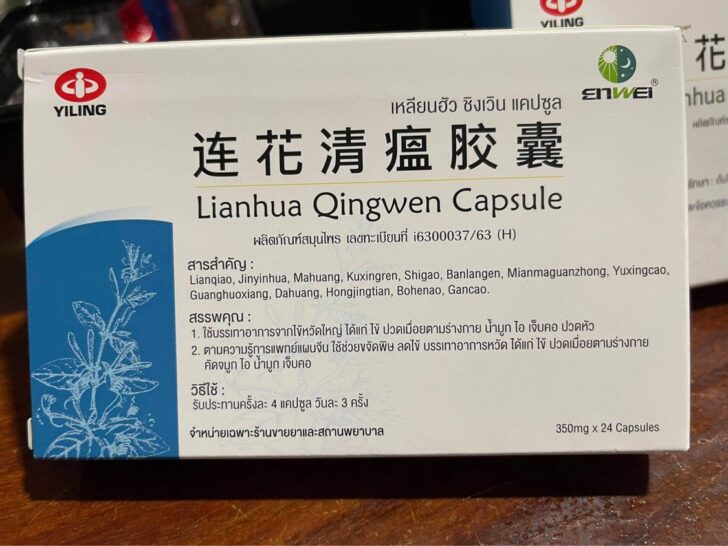 YILING
ENWEI®
เหลียนฮัว ชิงเวิน แคปซูล
连花清瘟胶囊
Lianhua Qingwen Capsule
ผลิตภัณฑ์สมุนไพร เลขทะเบียนที่ i6300037/63 (H)
สารสำคัญ :
Lianqiao, Jinyinhua, Mahuang, Kuxingren, Shigao, Banlangen, Mianmaguanzhong, Yuxingcao,
Guanghuoxiang, Dahuang, Hongjingtian, Bohenao, Gancao.
สรรพคุณ :
1. ใช้บรรเทาอาการจากไข้หวัดใหญ่ ได้แก่ ไข้ ปวดเมื่อยตามร่างกาย น้ำมูก ไอ เจ็บคอ ปวดหัว
2. ตามความรู้การแพทย์แผนจีน ใช้ช่วยขจัดพิษ ลดไข้ บรรเทาอาการหวัด ได้แก่ ไข้ ปวดเมื่อยตามร่างกาย
คัดจมูก ไอ น้ำมูก เจ็บคอ
วิธีใช้ :
รับประทานครั้งละ 4 แคปซูล วันละ 3 ครั้ง
จำหน่ายเฉพาะร้านขายยาและสถานพยาบาล
350mg x 24 Capsules
YILING
花
nhua